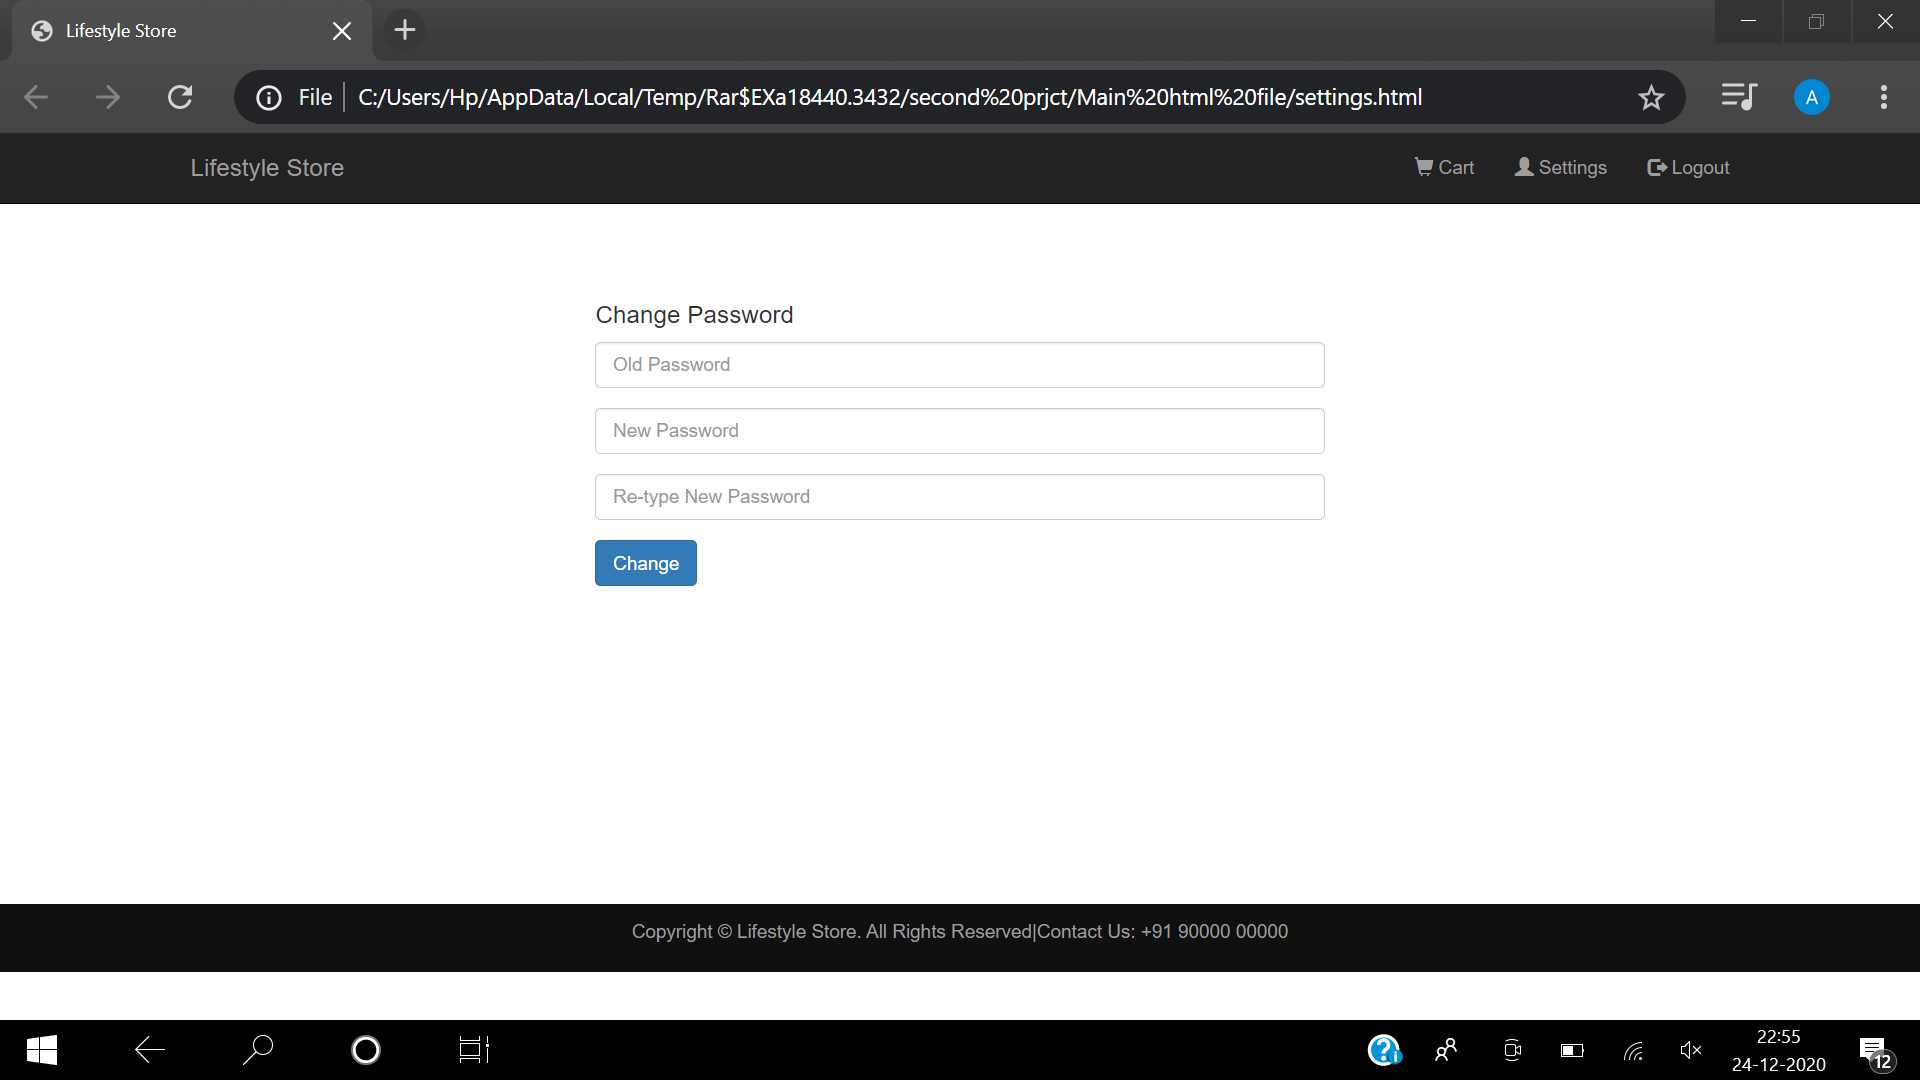 Lifestyle Store
File C:/Users/Hp/AppData/Local/Temp/Rar$EXa18440.3432/second%20prjct/Main%20html%20file/settings.html
A
Lifestyle Store Cart Settings Logout
Change Password
Old Password
New Password
Re-type New Password
Change
Copyright © Lifestyle Store. All Rights Reserved|Contact Us: +91 90000 00000
22:55
24-12-2020
12